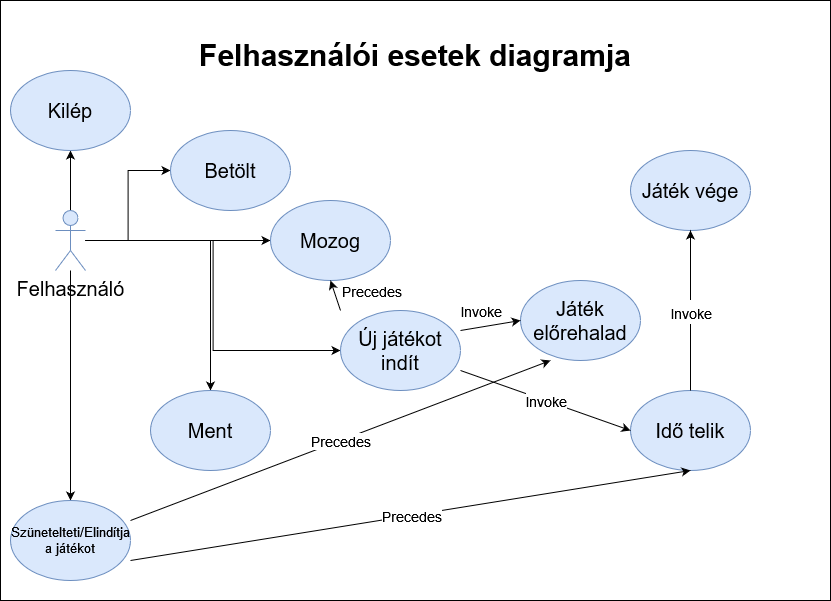 Felhasználói esetek diagramja
Kilép
Betölt
Játék vége
Mozog
Felhasználó
Precedes
Új játékot
indít
Invoke
Játék
előrehalad
Invoke
Invoke
Ment
Precedes
Idő telik
Szünetelteti/Elindítja
a játékot
Precedes